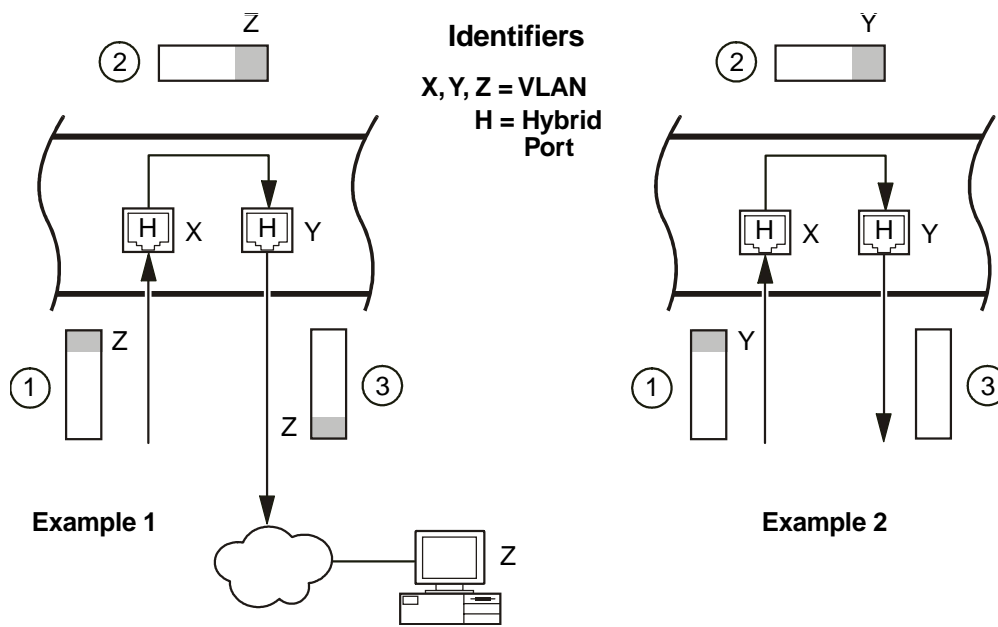 Z
2
Identifiers
X, Y, Z = VLAN
H = Hybrid
Port
Y
2
H
X
H
Y
H
X
H
Y
Z
1
3
Z
Y
1
3
Example 1
Example 2
Z